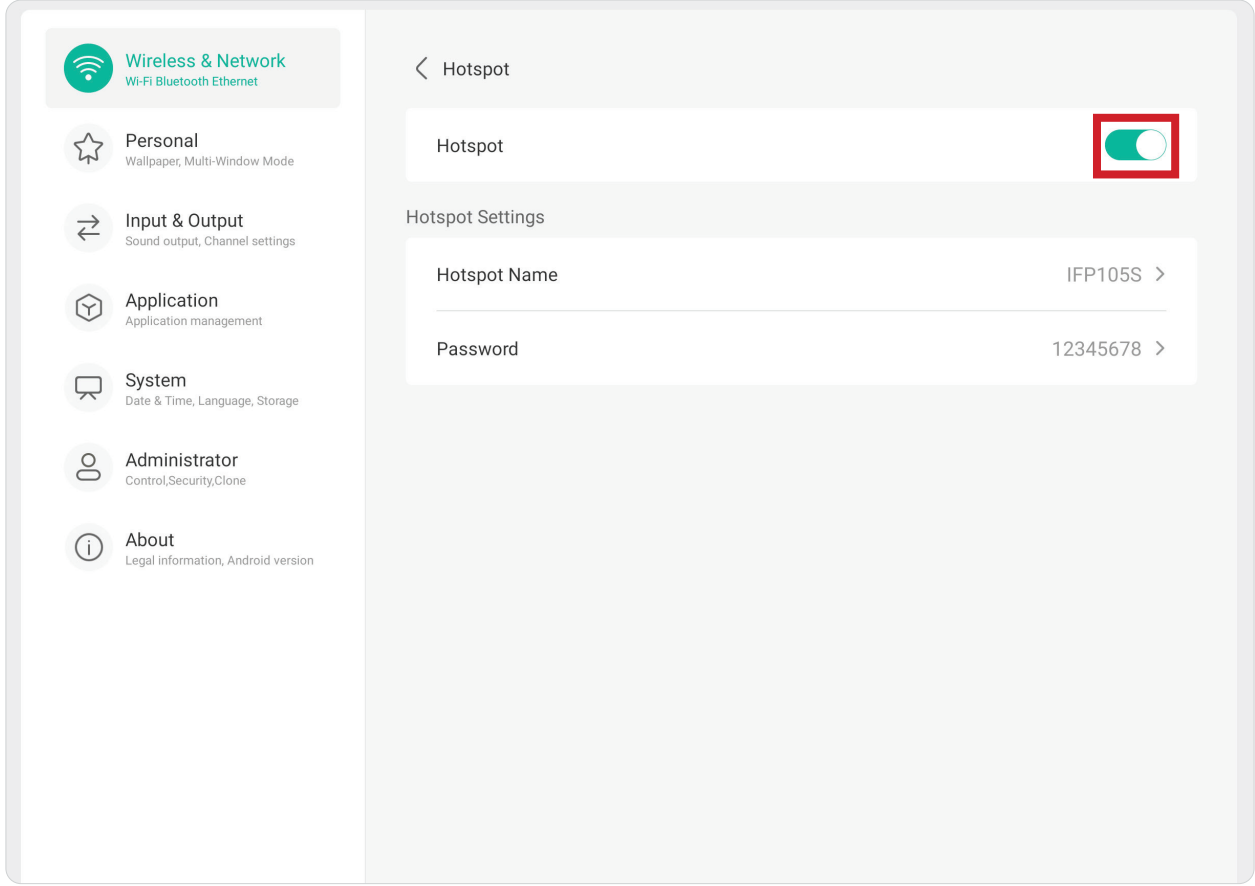 Wireless & Network
Wi-Fi Bluetooth Ethernet
Personal
Wallpaper, Multi-Window Mode
Input & Output
Sound output, Channel settings
Application
Application management
System
Date & Time, Language, Storage
Administrator
Control,Security,Clone
About
Legal information, Android version
Hotspot
Hotspot
Hotspot Settings
Hotspot Name IFP105S
Password 12345678